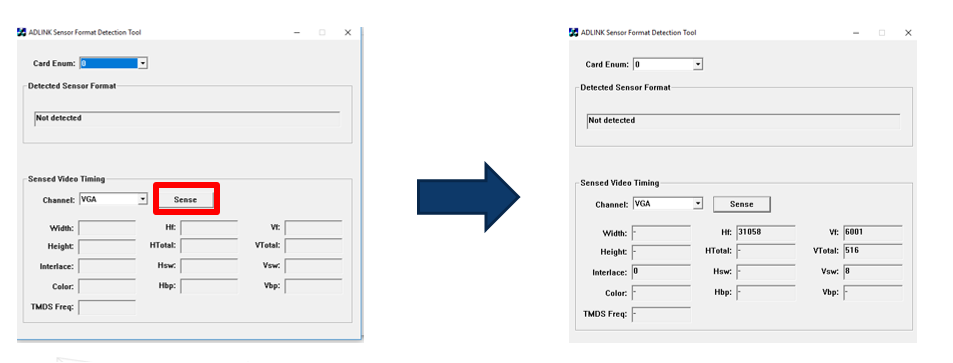 ADLINK Sensor Format Detection Tool
Card Enum: 0
Detected Sensor Format
Not detected
Sensed Video Timing
Channel: VGA Sense
Width: Hf: Vf:
Height: HTotal: VTotal:
Interlace: Hsw: Vsw:
Color: Hbp: Vbp:
TMDS Freq:
ADLINK Sensor Format Detection Tool
Card Enum: 0
Detected Sensor Format
Not detected
Sensed Video Timing
Channel: VGA Sense
Width: - Hf: 31058 Vf: 6001
Height: - HTotal: - VTotal: 516
Interlace: 0 Hsw: - Vsw: 8
Color: - Hbp: - Vbp: -
TMDS Freq: -